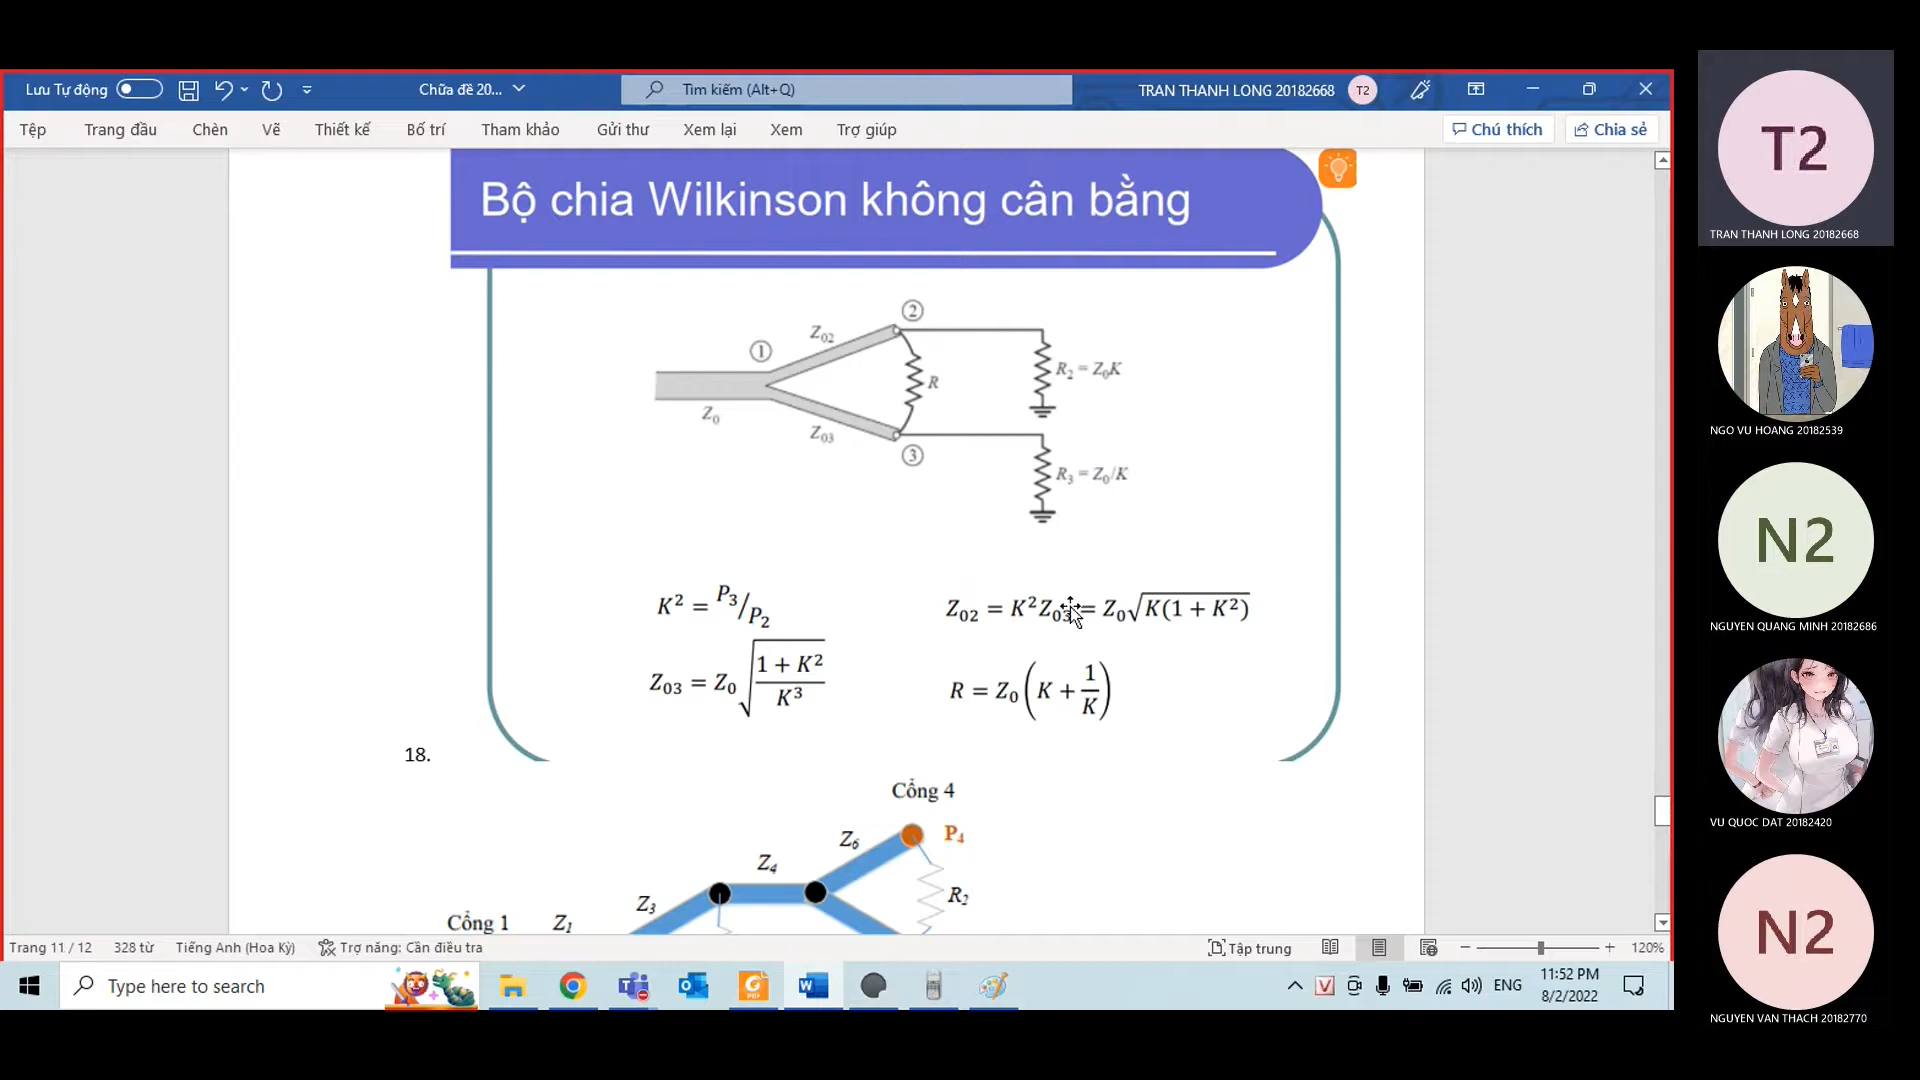 Lưu Tự động
Chữa đề 20...
Tìm kiếm (Alt+Q)
TRAN THANH LONG 20182668
T2
Tệp
Trang đầu
Chèn
Vẽ
Thiết kế
Bố trí
Tham khảo
Gửi thư
Xem lại
Xem
Trợ giúp
Chú thích
Chia sẻ
Bộ chia Wilkinson không cân bằng
①
②
③
Z₀₂
Z₀
Z₀₃
R
R₂ = Z₀K
R₃ = Z₀/K
K² = P₃/P₂
Z₀₂ = K²Z₀₃ = Z₀√(K(1 + K²))
Z₀₃ = Z₀√((1 + K²)/K³)
R = Z₀(K + 1/K)
18.
Cổng 4
P₄
Z₆
Z₄
Z₃
R₂
Cổng 1
Z₁
Trang 11 / 12
328 từ
Tiếng Anh (Hoa Kỳ)
Trợ năng: Cần điều tra
Tập trung
120%
Type here to search
ENG
11:52 PM
8/2/2022
T2
TRAN THANH LONG 20182668
NGO VU HOANG 20182539
N2
NGUYEN QUANG MINH 20182686
VU QUOC DAT 20182420
N2
NGUYEN VAN THACH 20182770